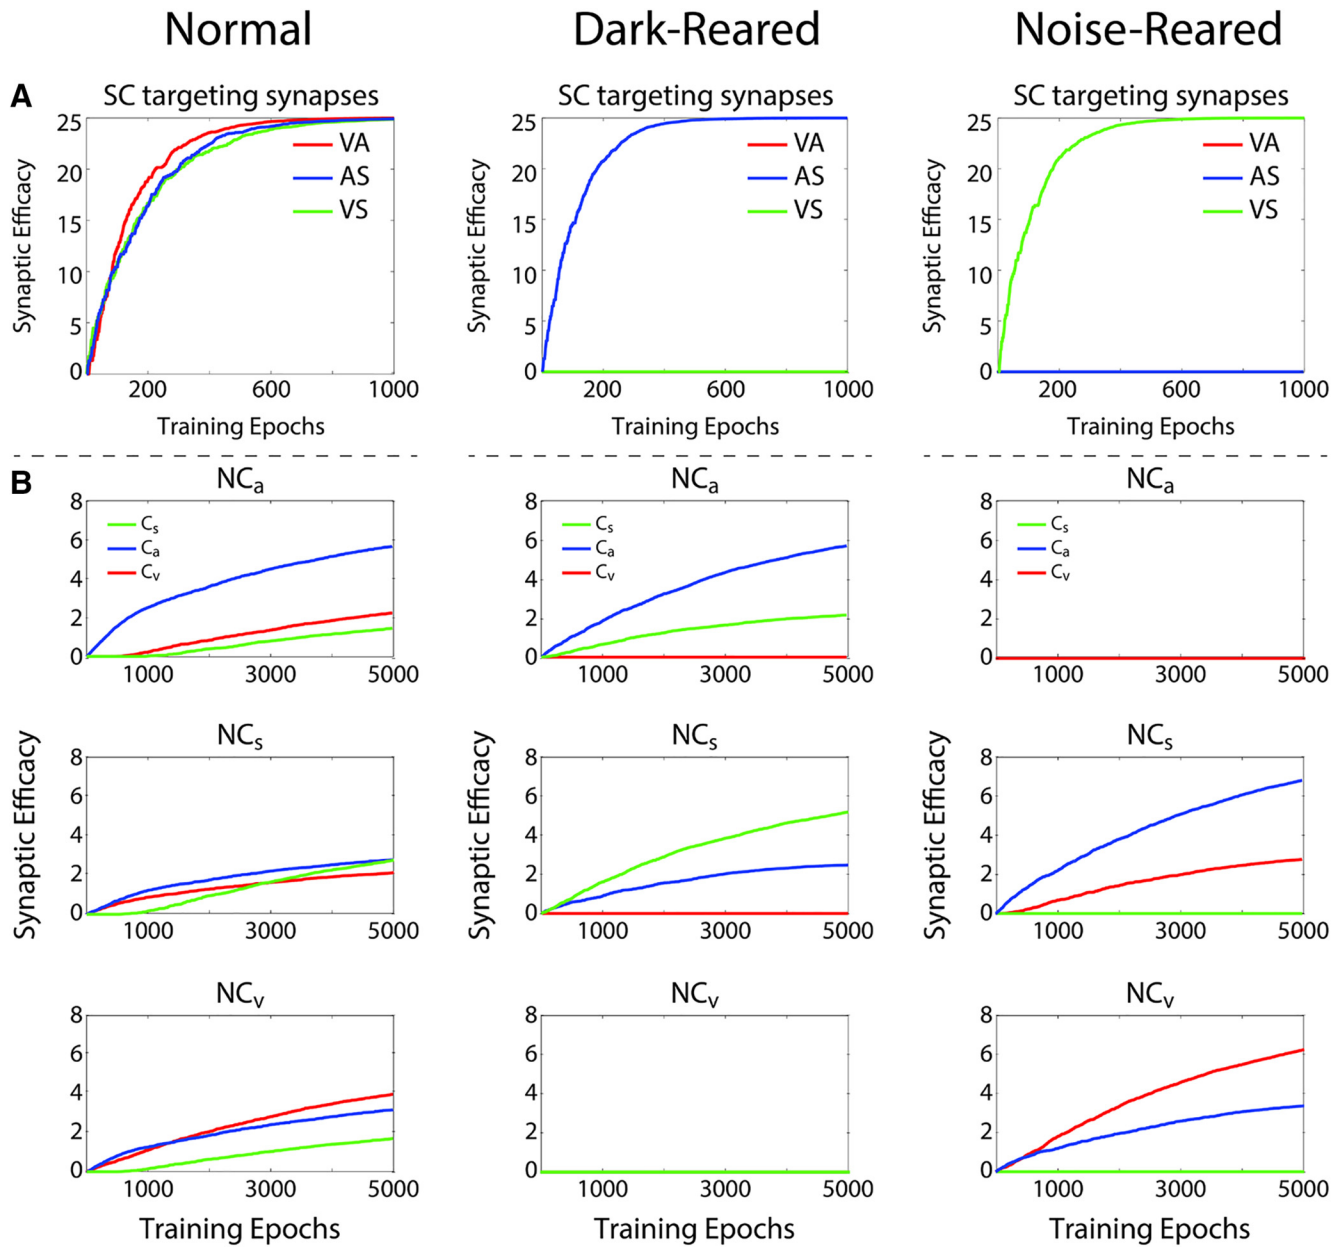 Normal
Dark-Reared
Noise-Reared
A
SC targeting synapses
SC targeting synapses
SC targeting synapses
Synaptic Efficacy
25
20
15
10
5
0
VA
AS
VS
200 600 1000
Training Epochs
Synaptic Efficacy
25
20
15
10
5
0
VA
AS
VS
200 600 1000
Training Epochs
Synaptic Efficacy
25
20
15
10
5
0
VA
AS
VS
200 600 1000
Training Epochs
B
NCa
8
6
4
2
0
Cs
Ca
Cv
1000 3000 5000
NCa
8
6
4
2
0
Cs
Ca
Cv
1000 3000 5000
NCa
8
6
4
2
0
Cs
Ca
Cv
1000 3000 5000
NCs
Synaptic Efficacy
8
6
4
2
0
1000 3000 5000
NCs
Synaptic Efficacy
8
6
4
2
0
1000 3000 5000
NCs
Synaptic Efficacy
8
6
4
2
0
1000 3000 5000
NCv
8
6
4
2
0
1000 3000 5000
Training Epochs
NCv
8
6
4
2
0
1000 3000 5000
Training Epochs
NCv
8
6
4
2
0
1000 3000 5000
Training Epochs